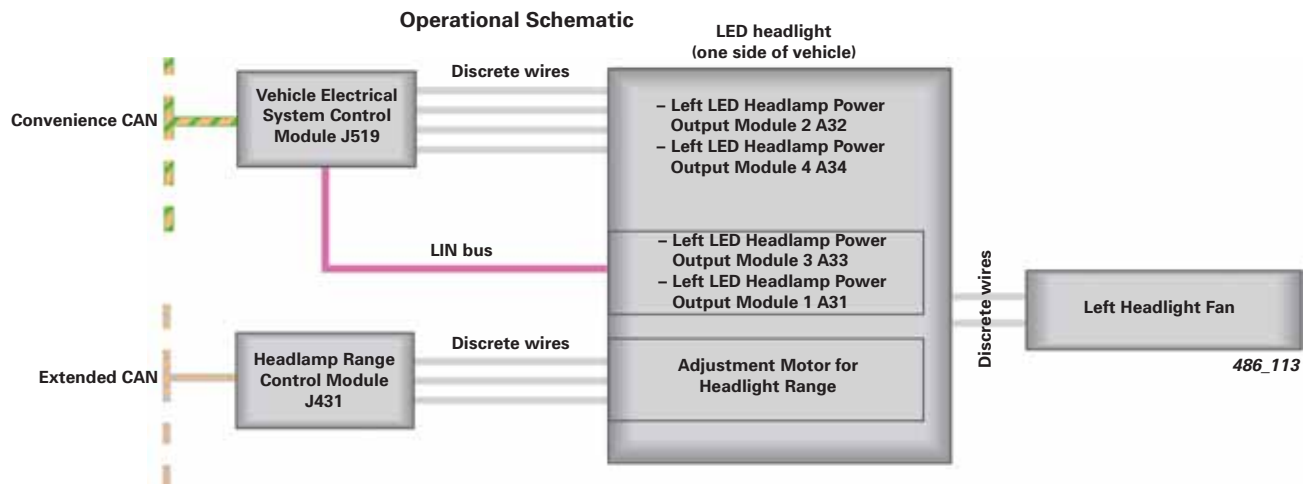 Operational Schematic
LED headlight
(one side of vehicle)
Convenience CAN
Vehicle Electrical
System Control
Module J519
Discrete wires
– Left LED Headlamp Power
Output Module 2 A32
– Left LED Headlamp Power
Output Module 4 A34
LIN bus
– Left LED Headlamp Power
Output Module 3 A33
– Left LED Headlamp Power
Output Module 1 A31
Discrete wires
Left Headlight Fan
486_113
Extended CAN
Headlamp Range
Control Module
J431
Discrete wires
Adjustment Motor for
Headlight Range